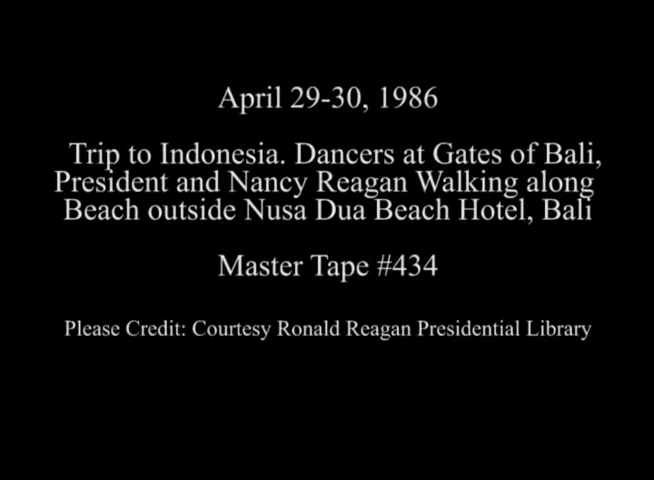 April 29-30, 1986
Trip to Indonesia. Dancers at Gates of Bali,
President and Nancy Reagan Walking along
Beach outside Nusa Dua Beach Hotel, Bali
Master Tape #434
Please Credit: Courtesy Ronald Reagan Presidential Library